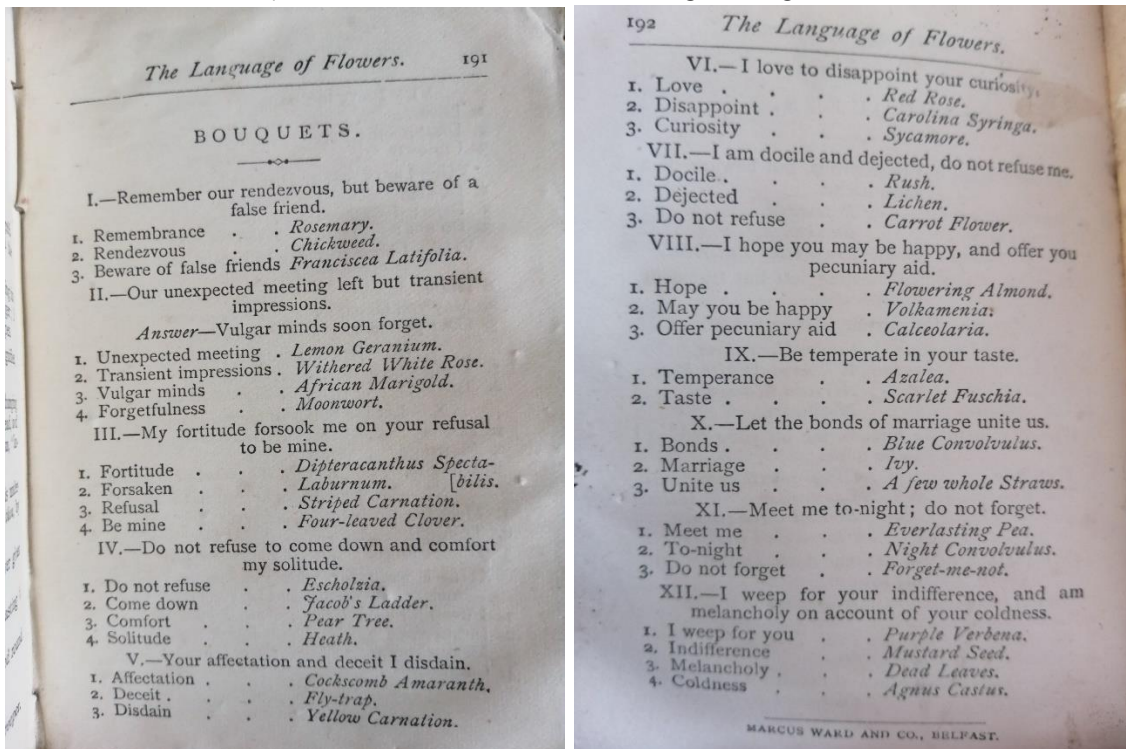 The Language of Flowers. 191
BOUQUETS.
I.—Remember our rendezvous, but beware of a
false friend.
1. Remembrance . . Rosemary.
2. Rendezvous . Chickweed.
3. Beware of false friends Franciscea Latifolia.
II.—Our unexpected meeting left but transient
impressions.
Answer—Vulgar minds soon forget.
1. Unexpected meeting . Lemon Geranium.
2. Transient impressions . Withered White Rose.
3. Vulgar minds . . African Marigold.
4. Forgetfulness . . Moonwort.
III.—My fortitude forsook me on your refusal
to be mine.
1. Fortitude . . . Dipteracanthus Specta-
2. Forsaken . . . Laburnum. [bilis.
3. Refusal . . . Striped Carnation.
4. Be mine . . . Four-leaved Clover.
IV.—Do not refuse to come down and comfort
my solitude.
1. Do not refuse . . Escholzia.
2. Come down . . Jacob's Ladder.
3. Comfort . . . Pear Tree.
4. Solitude . . . Heath.
V.—Your affectation and deceit I disdain.
1. Affectation . . . Cockscomb Amaranth.
2. Deceit . . . . Fly-trap.
3. Disdain . . . Yellow Carnation.
192 The Language of Flowers.
VI.—I love to disappoint your curiosity.
1. Love . . . . Red Rose.
2. Disappoint . . . Carolina Syringa.
3. Curiosity . . . Sycamore.
VII.—I am docile and dejected, do not refuse me.
1. Docile . . . . Rush.
2. Dejected . . . Lichen.
3. Do not refuse . . Carrot Flower.
VIII.—I hope you may be happy, and offer you
pecuniary aid.
1. Hope . . . . Flowering Almond.
2. May you be happy . Volkamenia.
3. Offer pecuniary aid . Calceolaria.
IX.—Be temperate in your taste.
1. Temperance . . Azalea.
2. Taste . . . . Scarlet Fuschia.
X.—Let the bonds of marriage unite us.
1. Bonds . . . . Blue Convolvulus.
2. Marriage . . . Ivy.
3. Unite us . . . A few whole Straws.
XI.—Meet me to-night; do not forget.
1. Meet me . . . Everlasting Pea.
2. To-night . . . Night Convolvulus.
3. Do not forget . . Forget-me-not.
XII.—I weep for your indifference, and am
melancholy on account of your coldness.
1. I weep for you . . Purple Verbena.
2. Indifference . . Mustard Seed.
3. Melancholy . . . Dead Leaves.
4. Coldness . . . Agnus Castus.
MARCUS WARD AND CO., BELFAST.